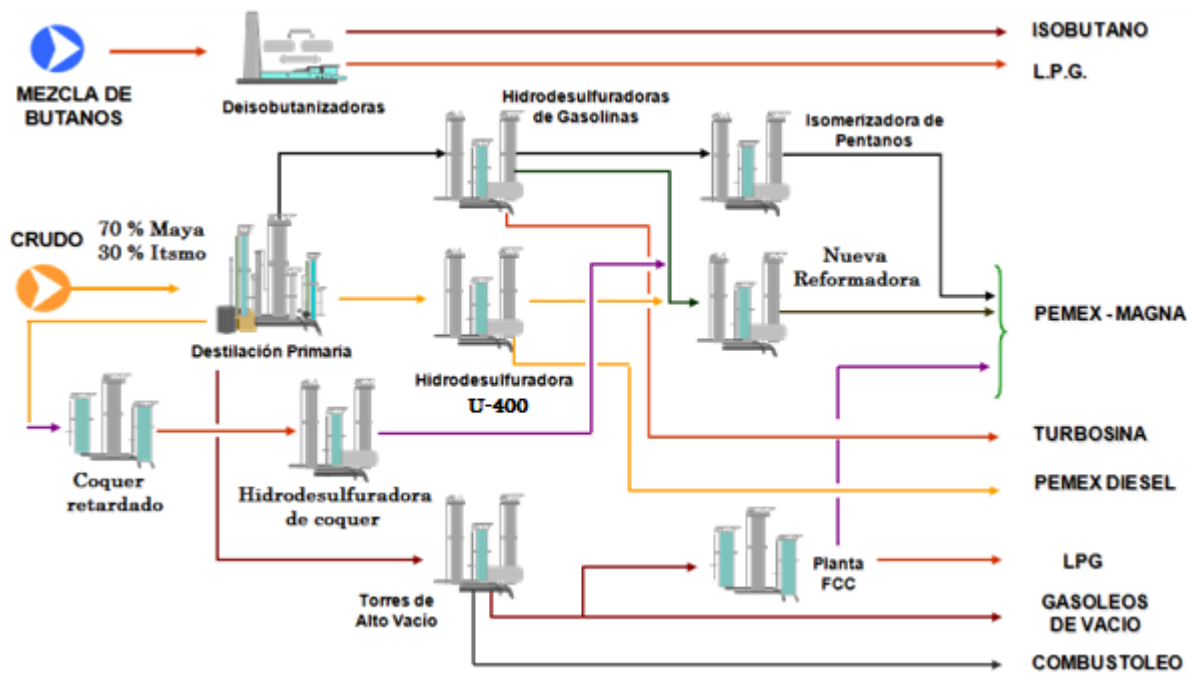 ISOBUTANO
L.P.G.
MEZCLA DE
BUTANOS
Deisobutanizadoras
Hidrodesulfuradoras
de Gasolinas
Isomerizadora de
Pentanos
CRUDO
70 % Maya
30 % Itsmo
Nueva
Reformadora
PEMEX - MAGNA
Destilación Primaria
Hidrodesulfuradora
U-400
TURBOSINA
Coquer
retardado
Hidrodesulfuradora
de coquer
PEMEX DIESEL
Planta
FCC
LPG
Torres de
Alto Vacío
GASOLEOS
DE VACIO
COMBUSTOLEO